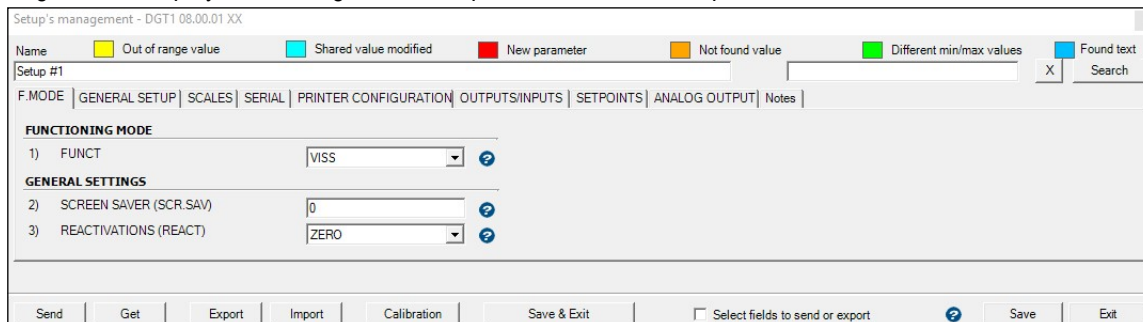 Setup's management - DGT1 08.00.01 XX
Name Out of range value Shared value modified New parameter Not found value Different min/max values Found text
Setup #1 X Search
F.MODE GENERAL SETUP SCALES SERIAL PRINTER CONFIGURATION OUTPUTS/INPUTS SETPOINTS ANALOG OUTPUT Notes
FUNCTIONING MODE
1) FUNCT VISS ?
GENERAL SETTINGS
2) SCREEN SAVER (SCR.SAV) 0 ?
3) REACTIVATIONS (REACT) ZERO ?
Send Get Export Import Calibration Save & Exit Select fields to send or export ? Save Exit